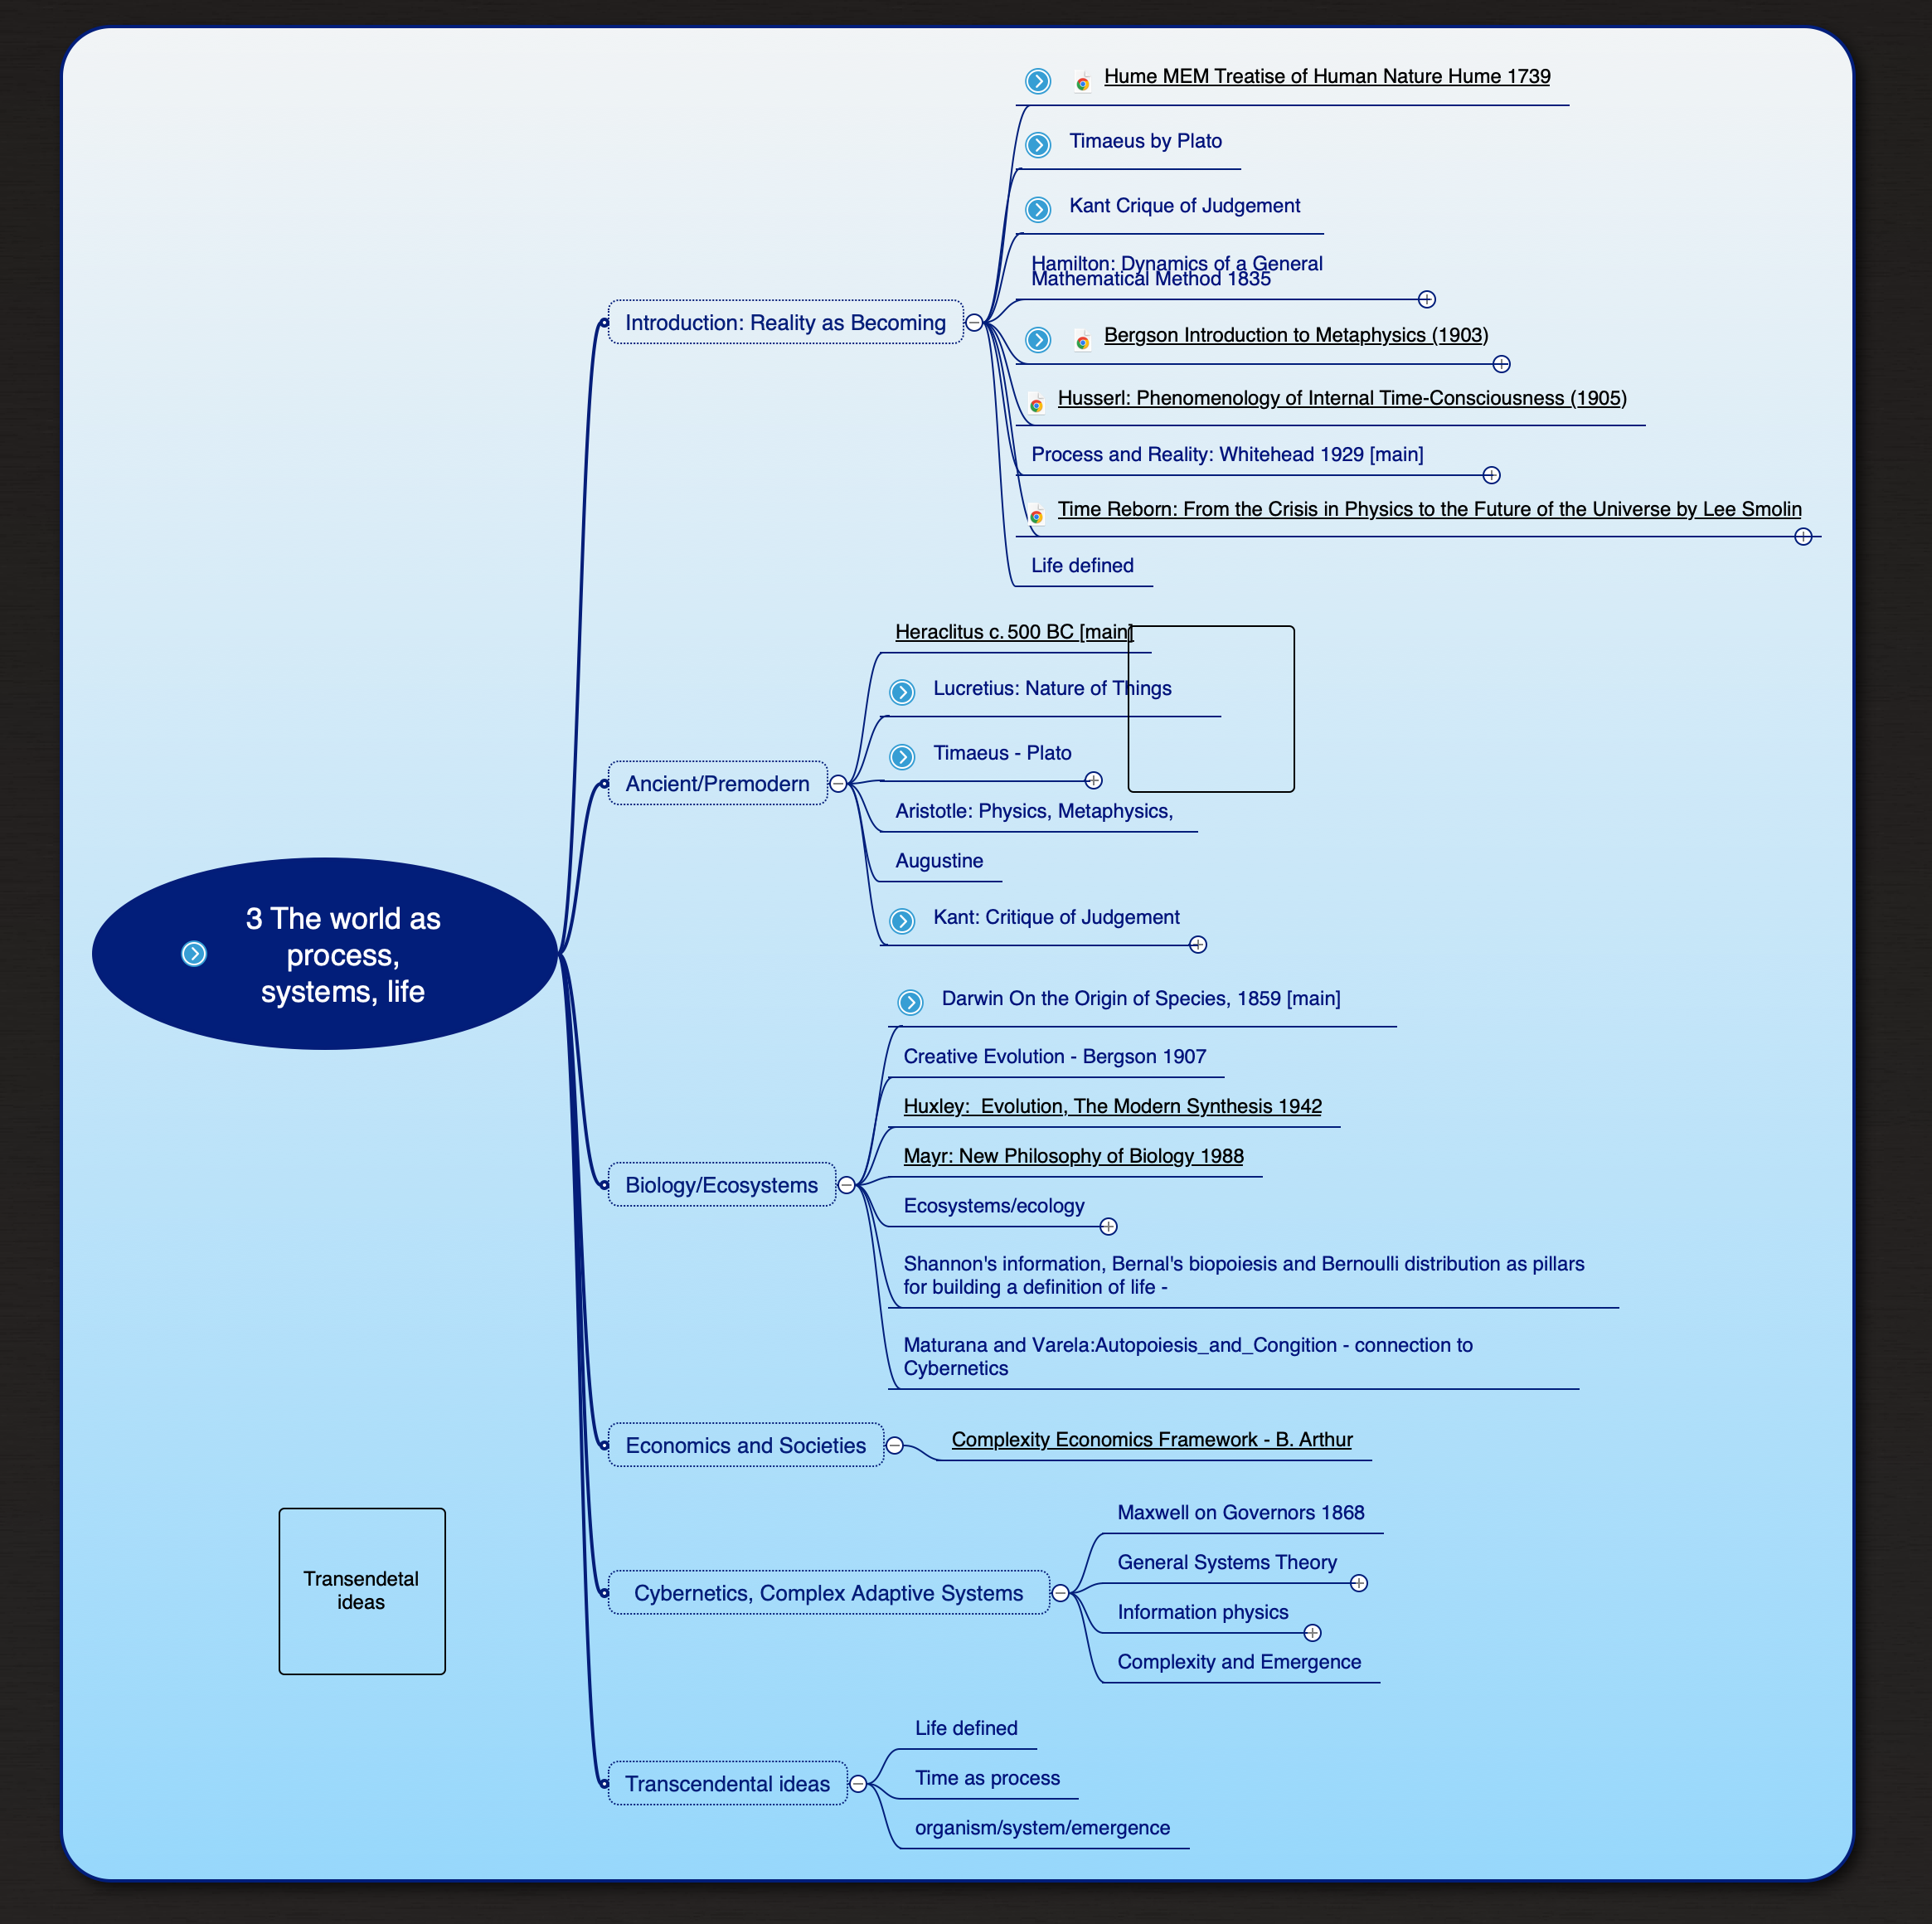 Hume MEM Treatise of Human Nature Hume 1739
Timaeus by Plato
Kant Crique of Judgement
Hamilton: Dynamics of a General
Mathematical Method 1835
Introduction: Reality as Becoming
Bergson Introduction to Metaphysics (1903)
Husserl: Phenomenology of Internal Time-Consciousness (1905)
Process and Reality: Whitehead 1929 [main]
Time Reborn: From the Crisis in Physics to the Future of the Universe by Lee Smolin
Life defined
Heraclitus c. 500 BC [main]
Lucretius: Nature of Things
Timaeus - Plato
Ancient/Premodern
Aristotle: Physics, Metaphysics,
Augustine
Kant: Critique of Judgement
3 The world as
process,
systems, life
Darwin On the Origin of Species, 1859 [main]
Creative Evolution - Bergson 1907
Huxley:  Evolution, The Modern Synthesis 1942
Mayr: New Philosophy of Biology 1988
Biology/Ecosystems
Ecosystems/ecology
Shannon's information, Bernal's biopoiesis and Bernoulli distribution as pillars
for building a definition of life -
Maturana and Varela:Autopoiesis_and_Congition - connection to
Cybernetics
Economics and Societies
Complexity Economics Framework - B. Arthur
Maxwell on Governors 1868
General Systems Theory
Cybernetics, Complex Adaptive Systems
Information physics
Complexity and Emergence
Transendetal
ideas
Life defined
Time as process
Transcendental ideas
organism/system/emergence